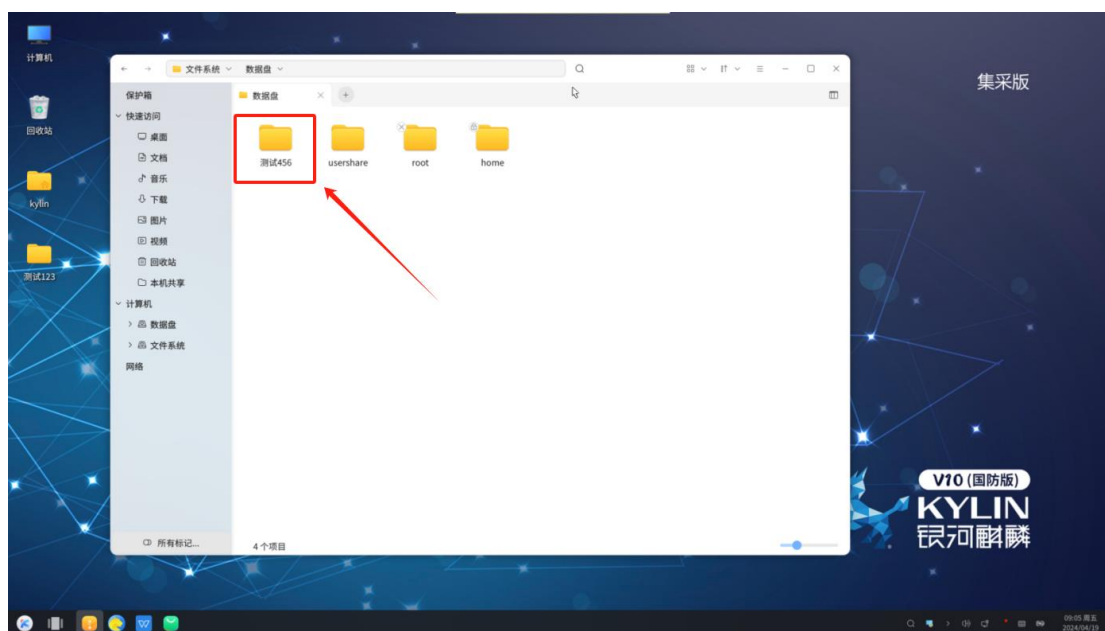 计算机
回收站
kylin
测试123
文件系统
数据盘
保护箱
快速访问
桌面
文档
音乐
下载
图片
视频
回收站
本机共享
计算机
数据盘
文件系统
网络
所有标记...
数据盘
测试456
usershare
root
home
4个项目
集采版
V10 (国防版)
KYLIN
银河麒麟
09:05 周五
2024/04/19